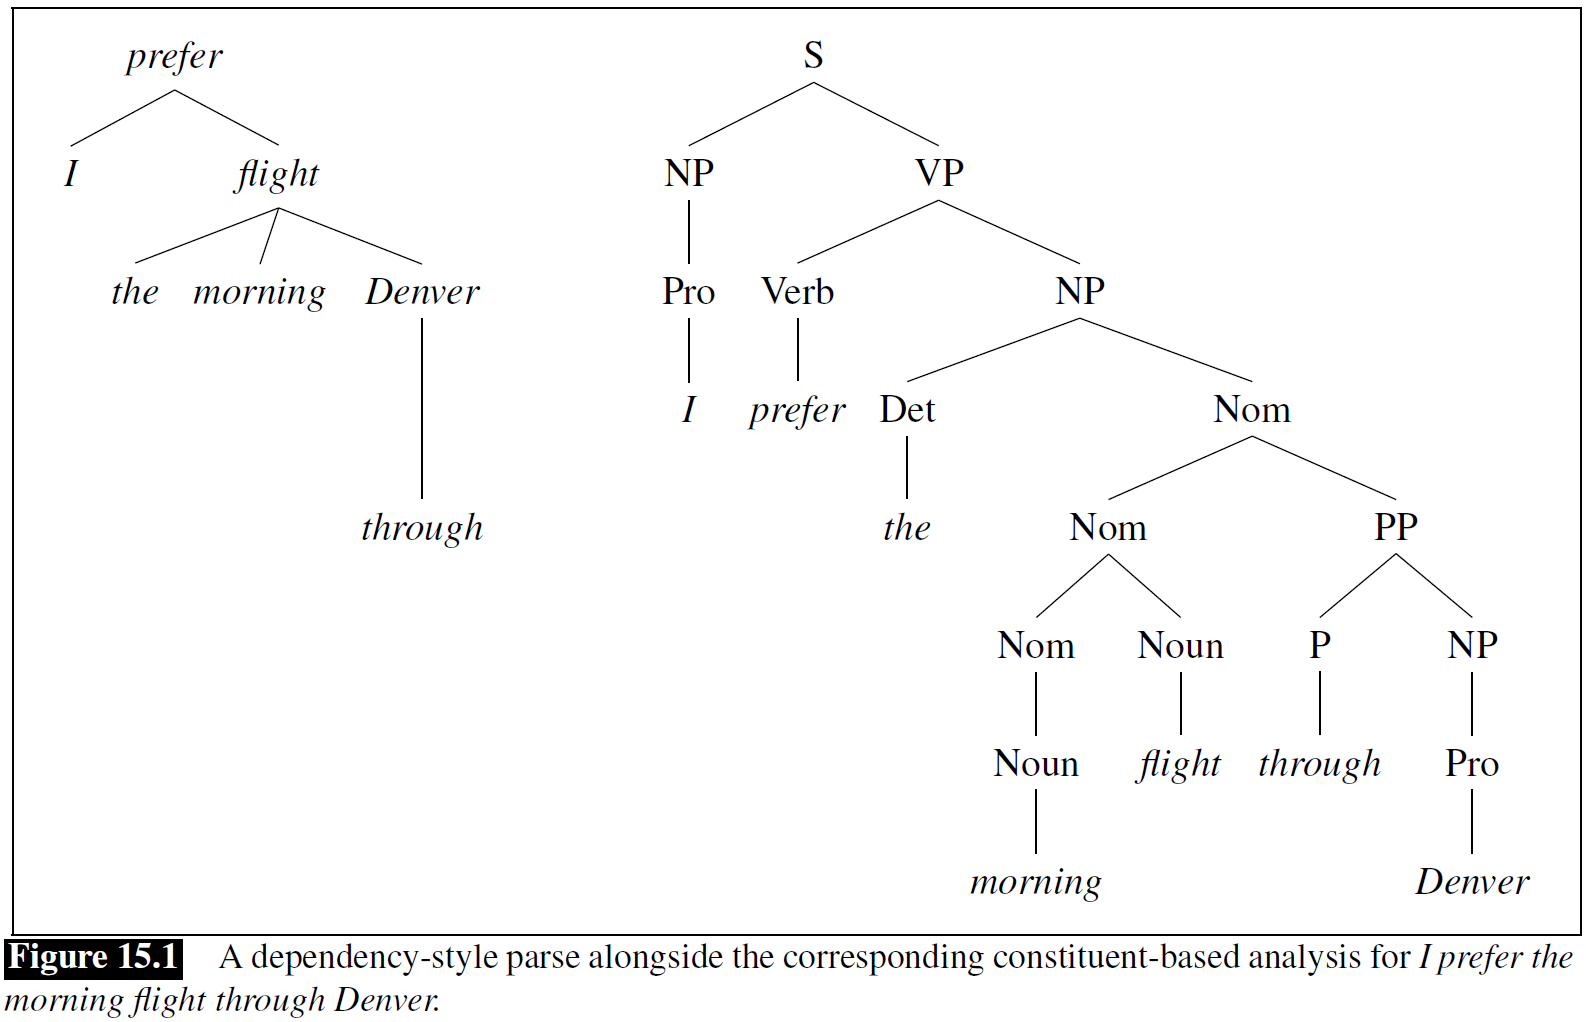 prefer S
I flight NP VP
the morning Denver Pro Verb NP
I prefer Det Nom
through the Nom PP
Nom Noun P NP
Noun flight through Pro
morning Denver
Figure 15.1 A dependency-style parse alongside the corresponding constituent-based analysis for I prefer the
morning flight through Denver.